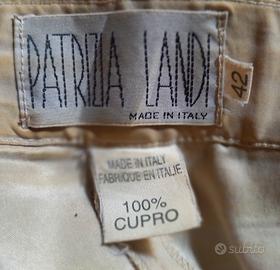 PATRIZIA LANDI
MADE IN ITALY
42
MADE IN ITALY
FABRIQUE EN ITALIE
100%
CUPRO
subito